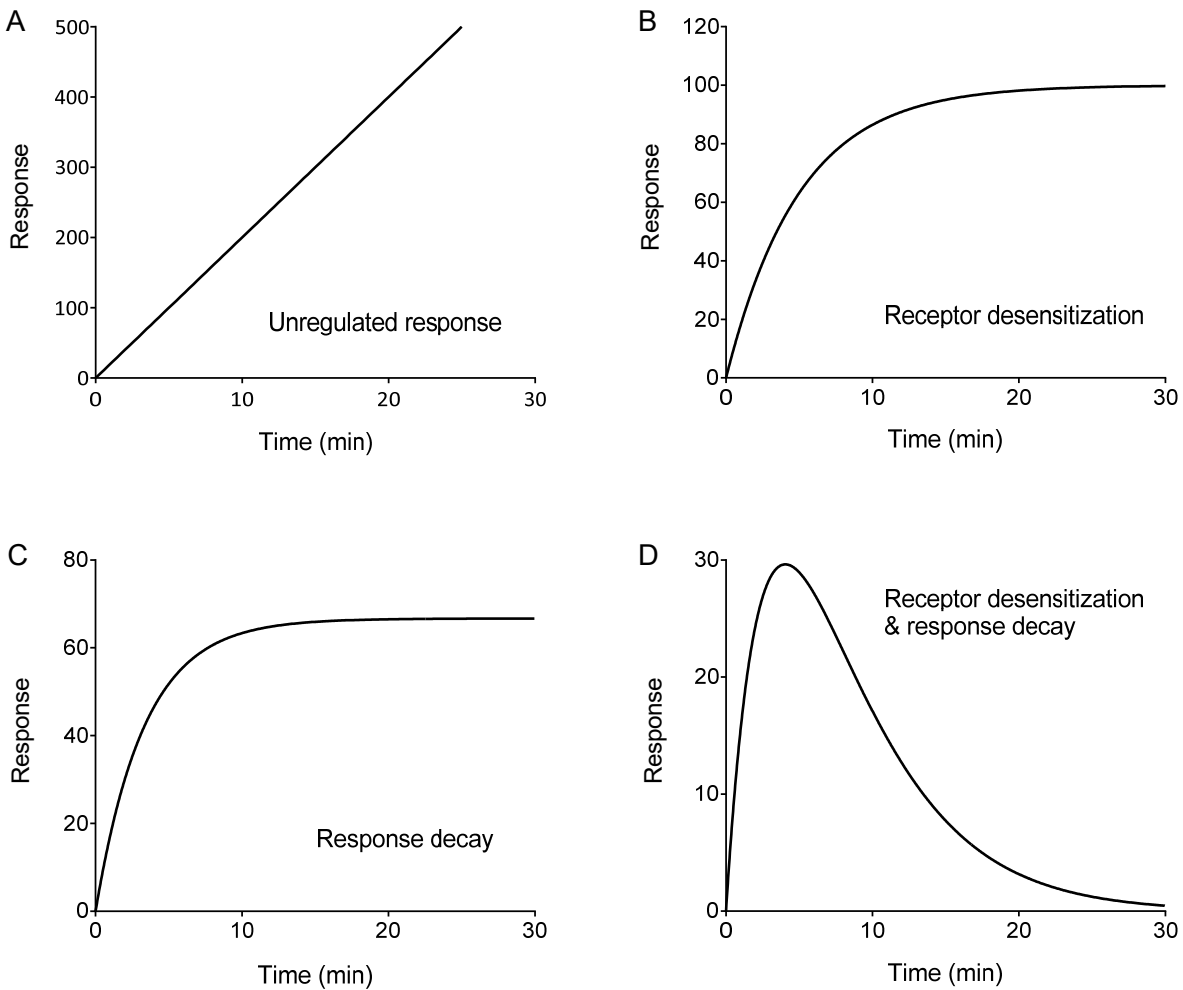 A
500
400
300
200
100
0
Response
Unregulated response
0 10 20 30
Time (min)
B
120
100
80
60
40
20
0
Response
Receptor desensitization
0 10 20 30
Time (min)
C
80
60
40
20
0
Response
Response decay
0 10 20 30
Time (min)
D
30
20
10
0
Response
Receptor desensitization
& response decay
0 10 20 30
Time (min)